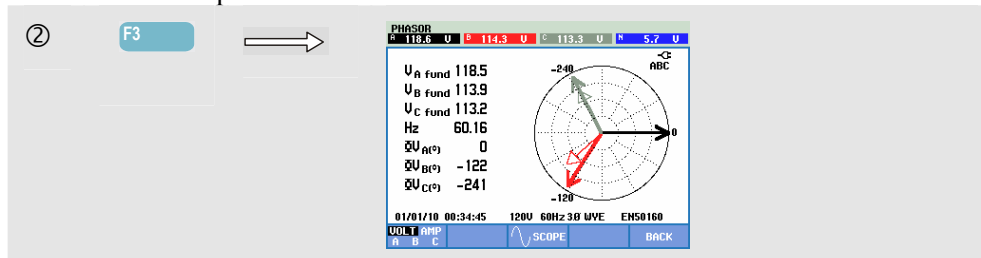 ② F3
PHASOR
A 118.6 V B 114.3 V C 113.3 V N 5.7 V
ABC
V A fund 118.5
V B fund 113.9
V C fund 113.2
Hz 60.16
ΦV A(°) 0
ΦV B(°) -122
ΦV C(°) -241
-240
0
-120
01/01/10 00:34:45 120V 60Hz 3Ø WYE EN50160
VOLT AMP
A B C
SCOPE
BACK